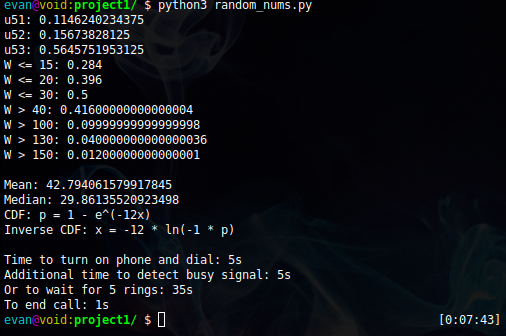 evan@void:project1/ $ python3 random_nums.py
u51: 0.1146240234375
u52: 0.15673828125
u53: 0.5645751953125
W <= 15: 0.284
W <= 20: 0.396
W <= 30: 0.5
W > 40: 0.41600000000000004
W > 100: 0.09999999999999998
W > 130: 0.040000000000000036
W > 150: 0.01200000000000001
Mean: 42.794061579917845
Median: 29.86135520923498
CDF: p = 1 - e^(-12x)
Inverse CDF: x = -12 * ln(-1 * p)
Time to turn on phone and dial: 5s
Additional time to detect busy signal: 5s
Or to wait for 5 rings: 35s
To end call: 1s
evan@void:project1/ $ [0:07:43]